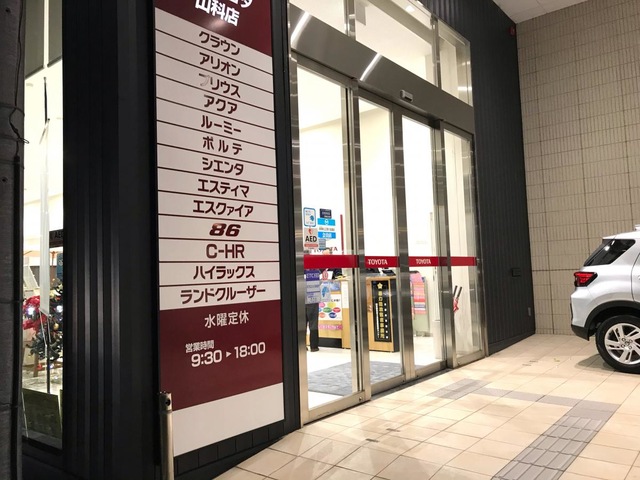 山科店
クラウン
アリオン
プリウス
アクア
ルーミー
ポルテ
シエンタ
エスティマ
エスクァイア
86
C-HR
ハイラックス
ランドクルーザー
水曜定休
営業時間
9:30 ▶ 18:00
AED
TOYOTA
TOYOTA